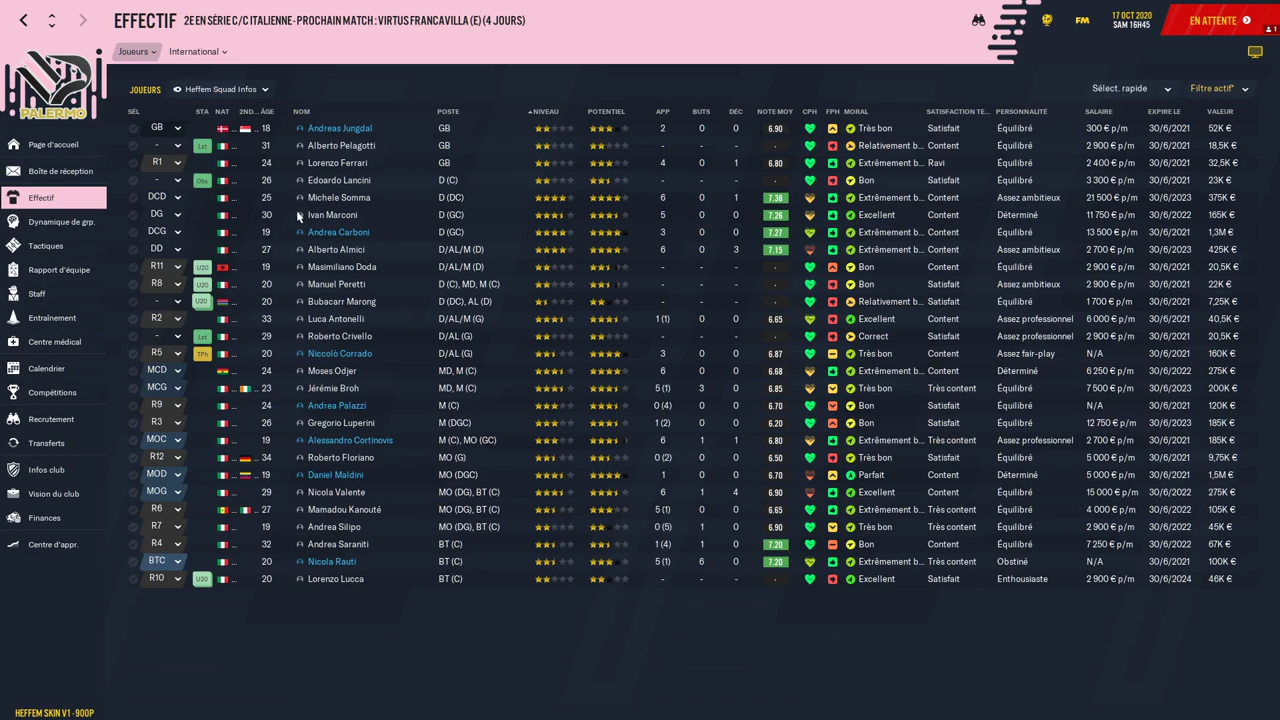 EFFECTIF 2E EN SÉRIE C/C ITALIENNE - PROCHAIN MATCH : VIRTUS FRANCAVILLA (E) (4 JOURS)
FM
17 OCT 2020
SAM 16H45
EN ATTENTE
1
Joueurs International
PALERMO
JOUEURS Heffem Squad Infos Sélect. rapide Filtre actif*
SÉL STA NAT 2ND... ÂGE NOM POSTE NIVEAU POTENTIEL APP BUTS DÉC NOTE MOY CPH FPH MORAL SATISFACTION TE... PERSONNALITÉ SALAIRE EXPIRE LE VALEUR
GB ... ... 18 Andreas Jungdal GB 2 0 0 6.90 Très bon Satisfait Équilibré 300 € p/m 30/6/2021 52K €
- Lst ... 31 Alberto Pelagotti GB - - - - Relativement b... Satisfait Équilibré 2 900 € p/m 30/6/2021 18,5K €
R1 ... 24 Lorenzo Ferrari GB 4 0 1 6.80 Extrêmement b... Ravi Équilibré 2 400 € p/m 30/6/2021 32,5K €
- Obv ... 26 Edoardo Lancini D (C) - - - - Bon Satisfait Équilibré 3 300 € p/m 30/6/2021 23K €
DCD ... 25 Michele Somma D (DC) 6 0 1 7.38 Extrêmement b... Content Assez ambitieux 21 500 € p/m 30/6/2023 375K €
DG ... 30 Ivan Marconi D (GC) 5 0 0 7.26 Excellent Content Déterminé 11 750 € p/m 30/6/2022 165K €
DCG ... 19 Andrea Carboni D (GC) 3 0 0 7.27 Extrêmement b... Content Équilibré 13 500 € p/m 30/6/2021 1,3M €
DD ... 27 Alberto Almici D/AL/M (D) 6 0 3 7.15 Extrêmement b... Content Assez ambitieux 2 700 € p/m 30/6/2023 425K €
R11 U20 ... 19 Masimiliano Doda D/AL/M (D) - - - - Bon Satisfait Équilibré 2 900 € p/m 30/6/2021 20,5K €
R8 U20 ... 20 Manuel Peretti D (C), MD, M (C) - - - - Bon Satisfait Assez ambitieux 2 900 € p/m 30/6/2021 22K €
- U20 ... 20 Bubacarr Marong D (DC), AL (D) - - - - Relativement b... Satisfait Équilibré 1 700 € p/m 30/6/2022 7,25K €
R2 ... 33 Luca Antonelli D/AL/M (G) 1 (1) 0 0 6.65 Excellent Content Assez professionnel 6 000 € p/m 30/6/2021 40,5K €
- Lst ... 29 Roberto Crivello D/AL (G) - - - - Correct Satisfait Assez professionnel 2 900 € p/m 30/6/2021 20,5K €
R5 TPh ... 20 Niccolò Corrado D/AL (G) 3 0 0 6.87 Très bon Content Assez fair-play N/A 30/6/2021 160K €
MCD ... 24 Moses Odjer MD, M (C) 6 0 0 6.68 Extrêmement b... Content Déterminé 6 250 € p/m 30/6/2022 275K €
MCG ... ... 23 Jérémie Broh MD, M (C) 5 (1) 3 0 6.85 Très bon Très content Équilibré 7 500 € p/m 30/6/2023 200K €
R9 ... 24 Andrea Palazzi M (C) 0 (4) 0 0 6.70 Bon Satisfait Équilibré N/A 30/6/2021 120K €
R3 ... 26 Gregorio Luperini M (DGC) 1 (2) 0 0 6.20 Bon Satisfait Équilibré 12 750 € p/m 30/6/2023 185K €
MOC ... 19 Alessandro Cortinovis M (C), MO (GC) 6 1 1 6.80 Extrêmement b... Très content Assez professionnel 2 700 € p/m 30/6/2021 185K €
R12 ... ... 34 Roberto Floriano MO (G) 0 (2) 0 0 6.50 Bon Satisfait Équilibré 5 000 € p/m 30/6/2021 9,75K €
MOD ... ... 19 Daniel Maldini MO (DGC) 1 0 0 6.70 Parfait Content Déterminé 5 000 € p/m 30/6/2021 1,5M €
MOG ... 29 Nicola Valente MO (DG), BT (C) 6 1 4 6.90 Excellent Content Équilibré 15 000 € p/m 30/6/2022 275K €
R6 ... ... 27 Mamadou Kanouté MO (DG), BT (C) 5 (1) 0 0 6.65 Excellent Content Équilibré 4 000 € p/m 30/6/2022 105K €
R7 ... 19 Andrea Silipo MO (DG), BT (C) 0 (5) 1 0 6.90 Très bon Content Équilibré 2 900 € p/m 30/6/2022 45K €
R4 ... 32 Andrea Saraniti BT (C) 1 (4) 1 0 7.20 Bon Content Équilibré 7 250 € p/m 30/6/2022 67K €
BTC ... 20 Nicola Rauti BT (C) 5 (1) 6 0 7.20 Extrêmement b... Très content Obstiné N/A 30/6/2021 100K €
R10 U20 ... 20 Lorenzo Lucca BT (C) - - - - Excellent Satisfait Enthousiaste 2 900 € p/m 30/6/2024 46K €
Page d'accueil
Boîte de réception
Effectif
Dynamique de grp.
Tactiques
Rapport d'équipe
Staff
Entraînement
Centre médical
Calendrier
Compétitions
Recrutement
Transferts
Infos club
Vision du club
Finances
Centre d'appr.
HEFFEM SKIN V1 - 900P